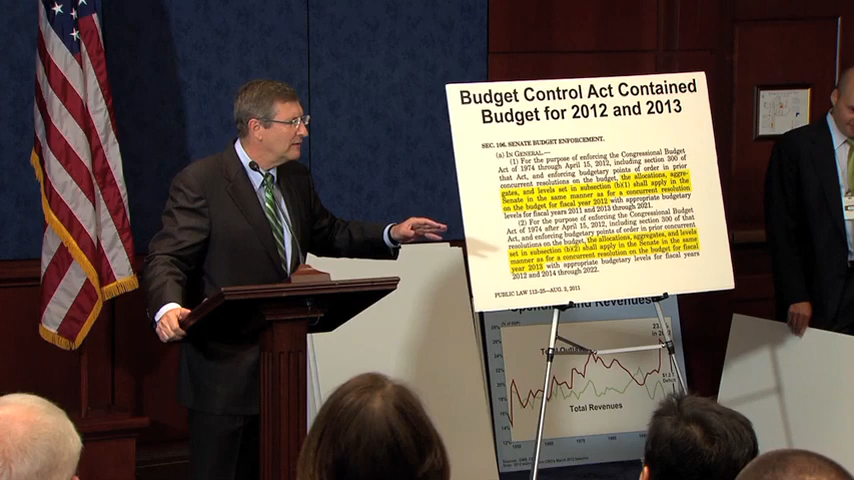 Budget Control Act Contained
Budget for 2012 and 2013
SEC. 106. SENATE BUDGET ENFORCEMENT.
(a) IN GENERAL.—
(1) For the purpose of enforcing the Congressional Budget
Act of 1974 through April 15, 2012, including section 300 of
that Act, and enforcing budgetary points of order in prior
concurrent resolutions on the budget, the allocations, aggre-
gates, and levels set in subsection (b)(1) shall apply in the
Senate in the same manner as for a concurrent resolution
on the budget for fiscal year 2012 with appropriate budgetary
levels for fiscal years 2011 and 2013 through 2021.
(2) For the purpose of enforcing the Congressional Budget
Act of 1974 after April 15, 2012, including section 300 of that
Act, and enforcing budgetary points of order in prior concurrent
resolutions on the budget, the allocations, aggregates, and levels
set in subsection (b)(2) shall apply in the Senate in the same
manner as for a concurrent resolution on the budget for fiscal
year 2013 with appropriate budgetary levels for fiscal years
2012 and 2014 through 2022.
PUBLIC LAW 112-25—AUG. 2, 2011
and Revenues
Total
Total Revenues